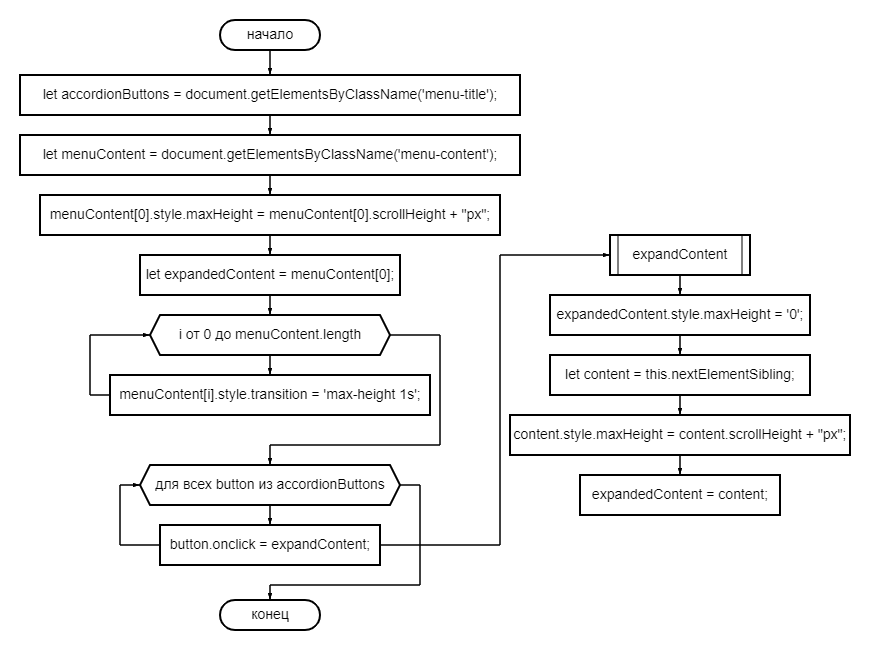 начало
let accordionButtons = document.getElementsByClassName('menu-title');
let menuContent = document.getElementsByClassName('menu-content');
menuContent[0].style.maxHeight = menuContent[0].scrollHeight + "px";
let expandedContent = menuContent[0];
i от 0 до menuContent.length
menuContent[i].style.transition = 'max-height 1s';
для всех button из accordionButtons
button.onclick = expandContent;
конец
expandContent
expandedContent.style.maxHeight = '0';
let content = this.nextElementSibling;
content.style.maxHeight = content.scrollHeight + "px";
expandedContent = content;